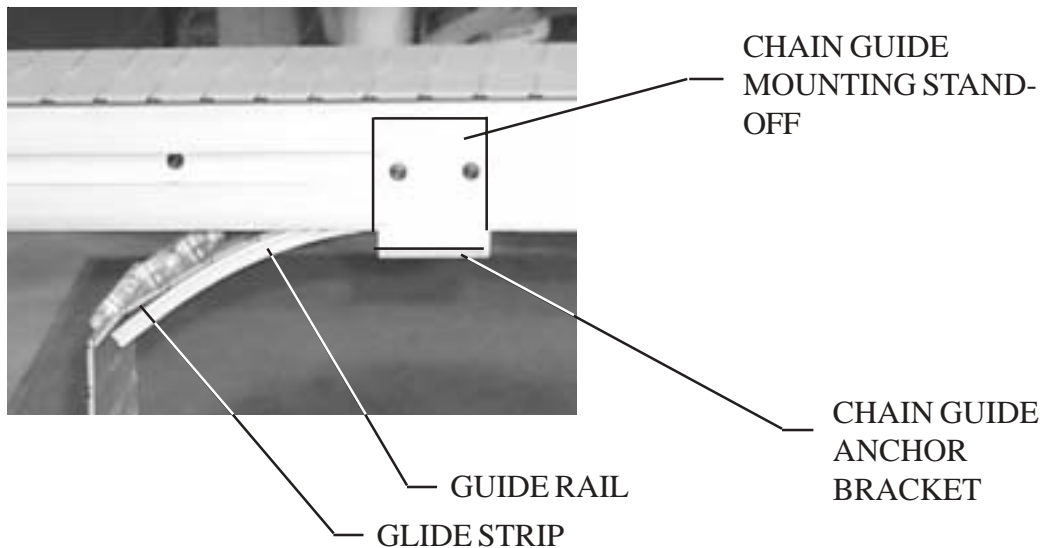 CHAIN GUIDE
MOUNTING STAND-
OFF
CHAIN GUIDE
ANCHOR
BRACKET
GUIDE RAIL
GLIDE STRIP